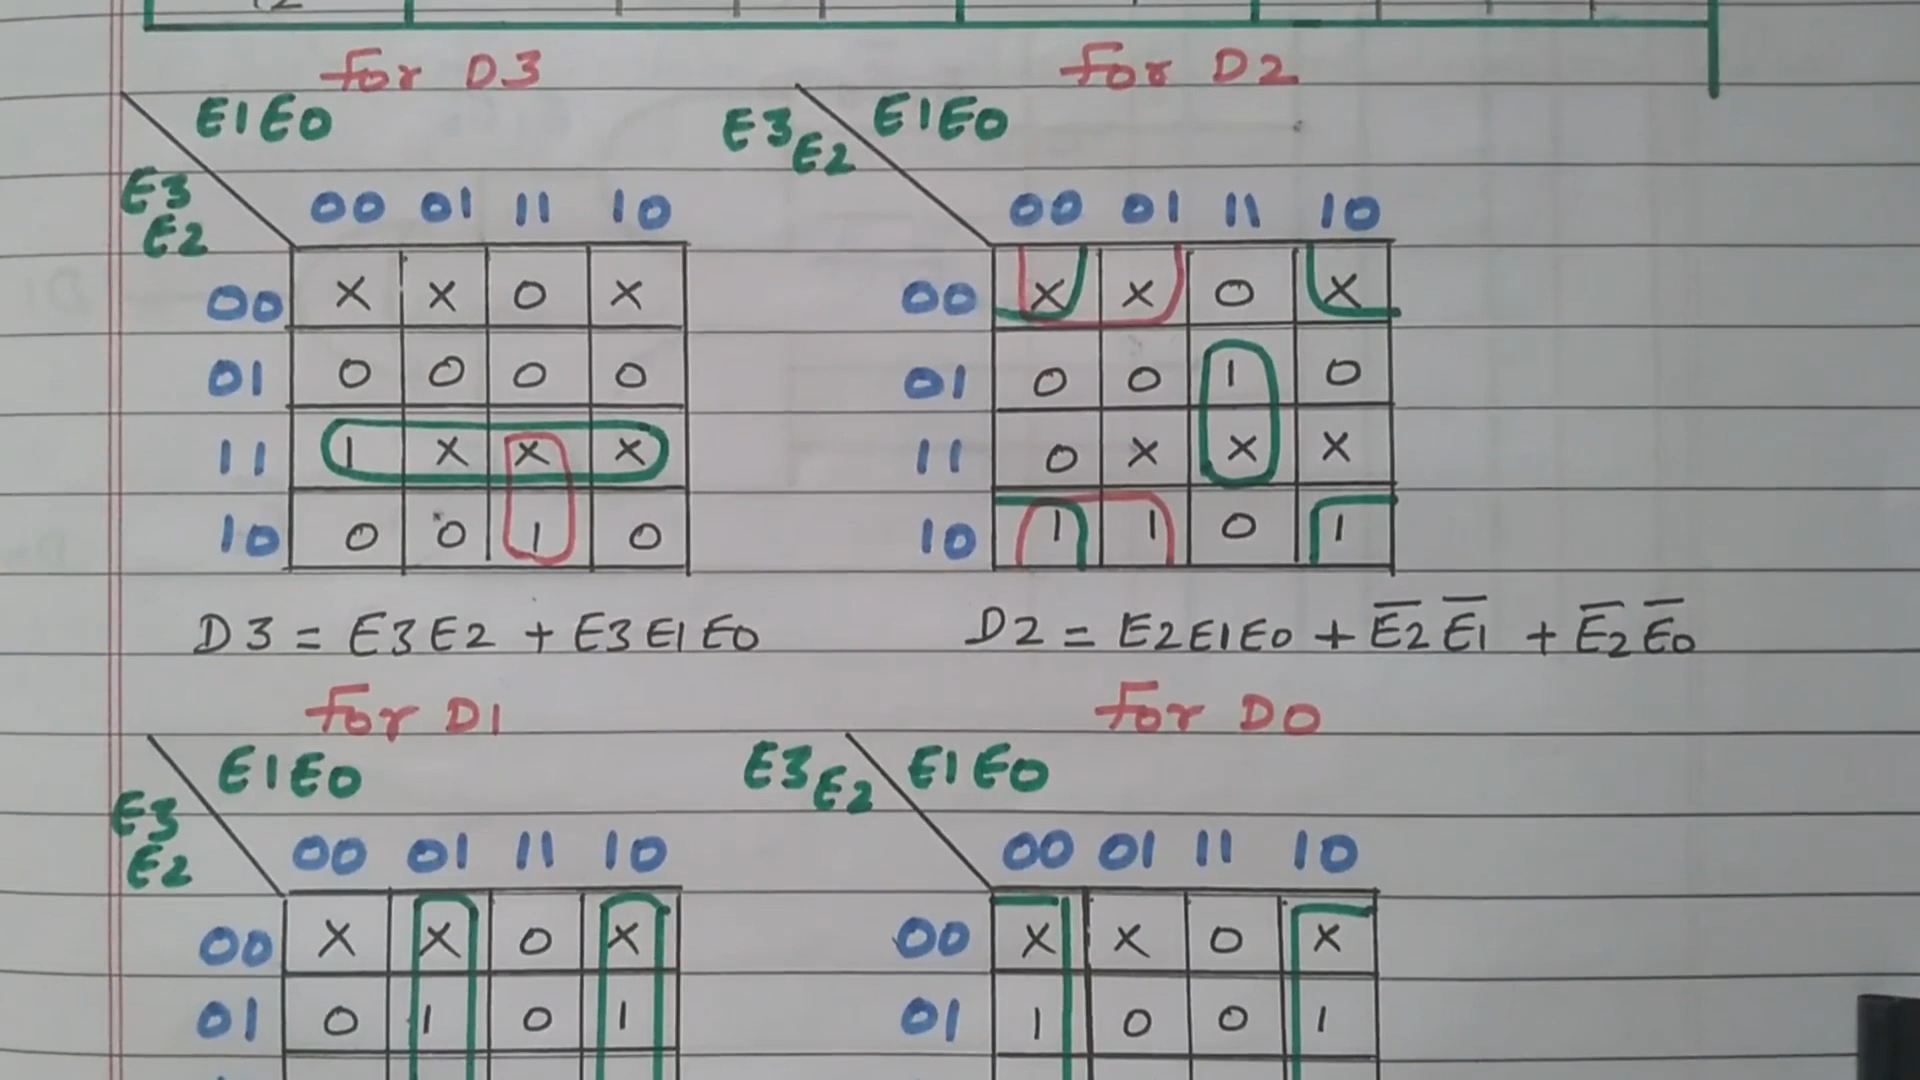 for D3
E1E0
E3
E2
00 01 11 10
00 X X 0 X
01 0 0 0 0
11 1 X X X
10 0 0 1 0
D3 = E3E2 + E3E1E0
for D2
E3E2 E1E0
00 01 11 10
00 X X 0 X
01 0 0 1 0
11 0 X X X
10 1 1 0 1
D2 = E2E1E0 + E̅2̅ E̅1̅ + E̅2̅ E̅0̅
for D1
E1E0
E3
E2
00 01 11 10
00 X X 0 X
01 0 1 0 1
for D0
E3E2 E1E0
00 01 11 10
00 X X 0 X
01 1 0 0 1